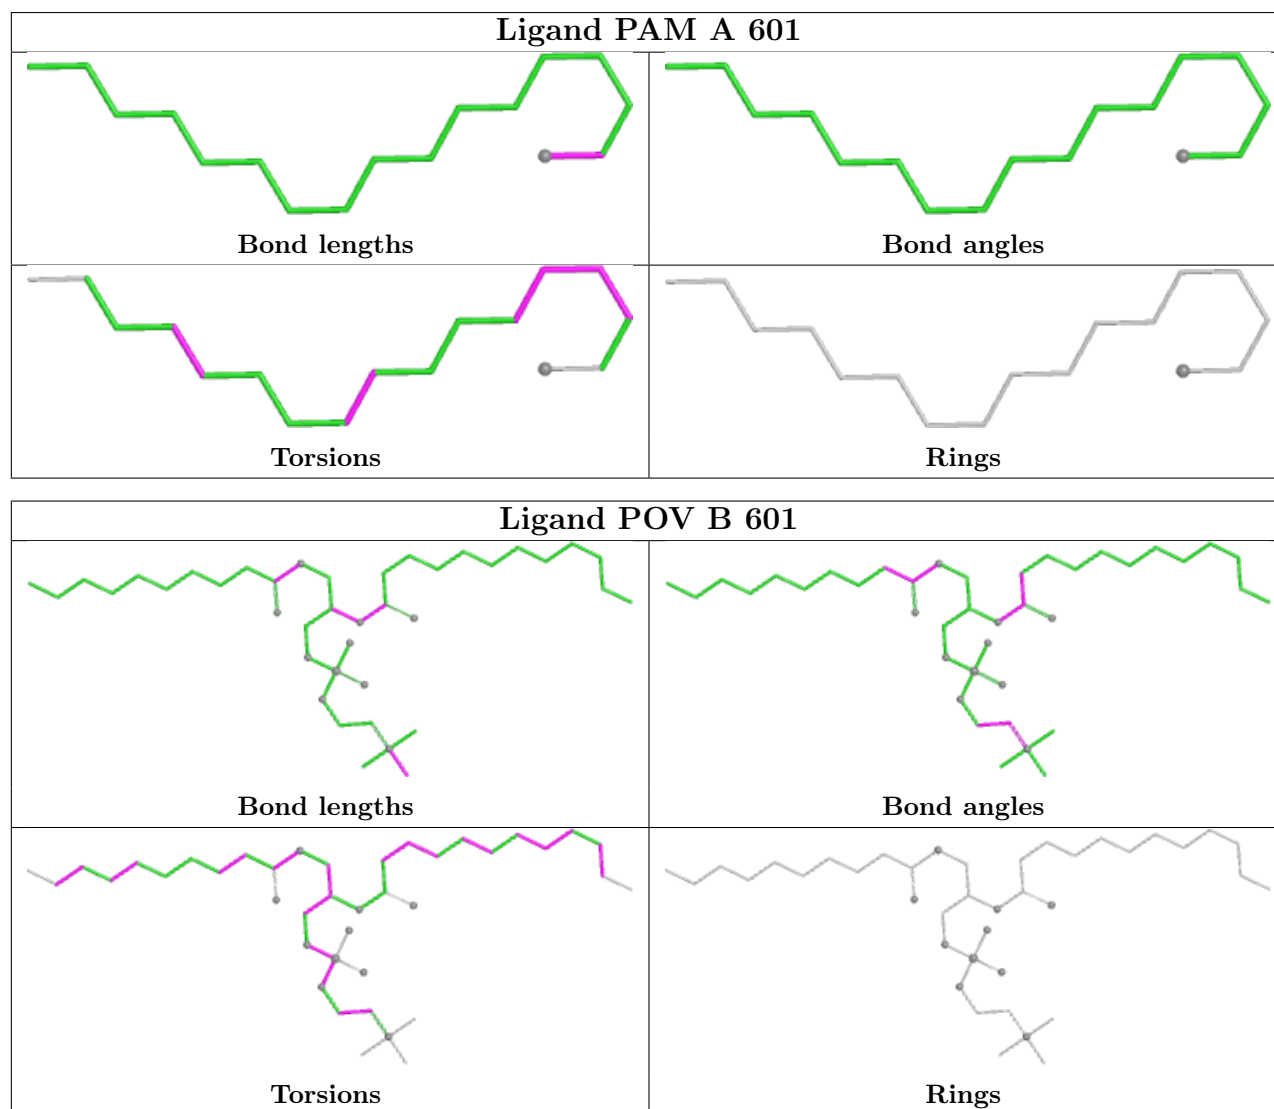 Ligand PAM A 601
Bond lengths
Bond angles
Torsions
Rings
Ligand POV B 601
Bond lengths
Bond angles
Torsions
Rings